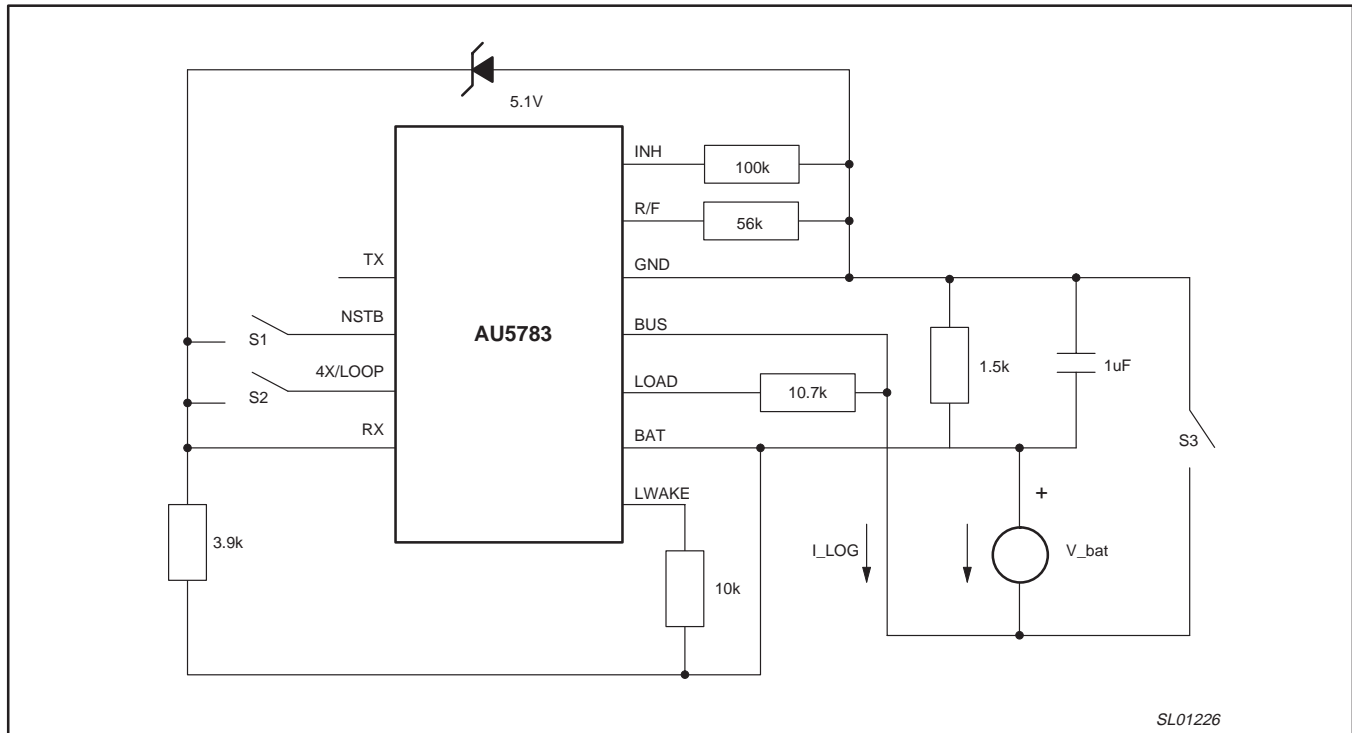 5.1V
INH
100k
R/F
56k
TX
GND
NSTB
BUS
AU5783
S1
1.5k
1uF
4X/LOOP
LOAD
10.7k
S2
RX
BAT
S3
LWAKE
+
3.9k
I_LOG
V_bat
10k
SL01226